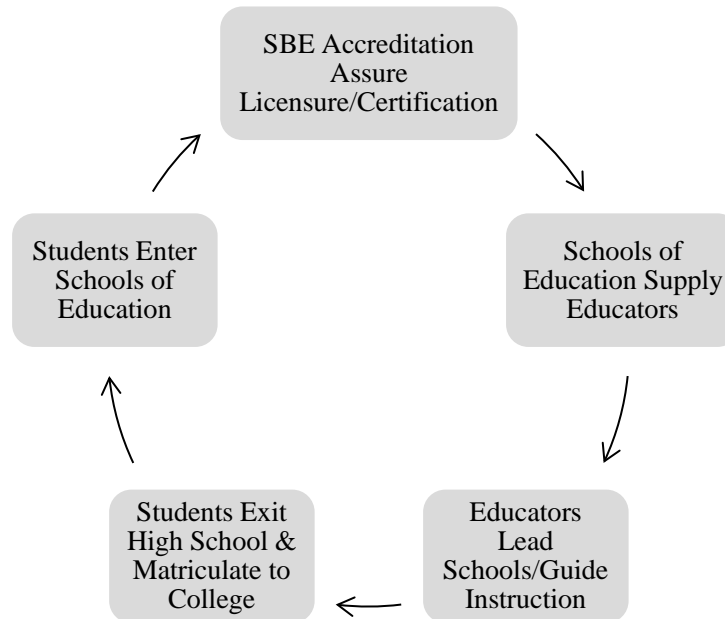 SBE Accreditation
Assure
Licensure/Certification
Schools of
Education Supply
Educators
Educators
Lead
Schools/Guide
Instruction
Students Exit
High School &
Matriculate to
College
Students Enter
Schools of
Education